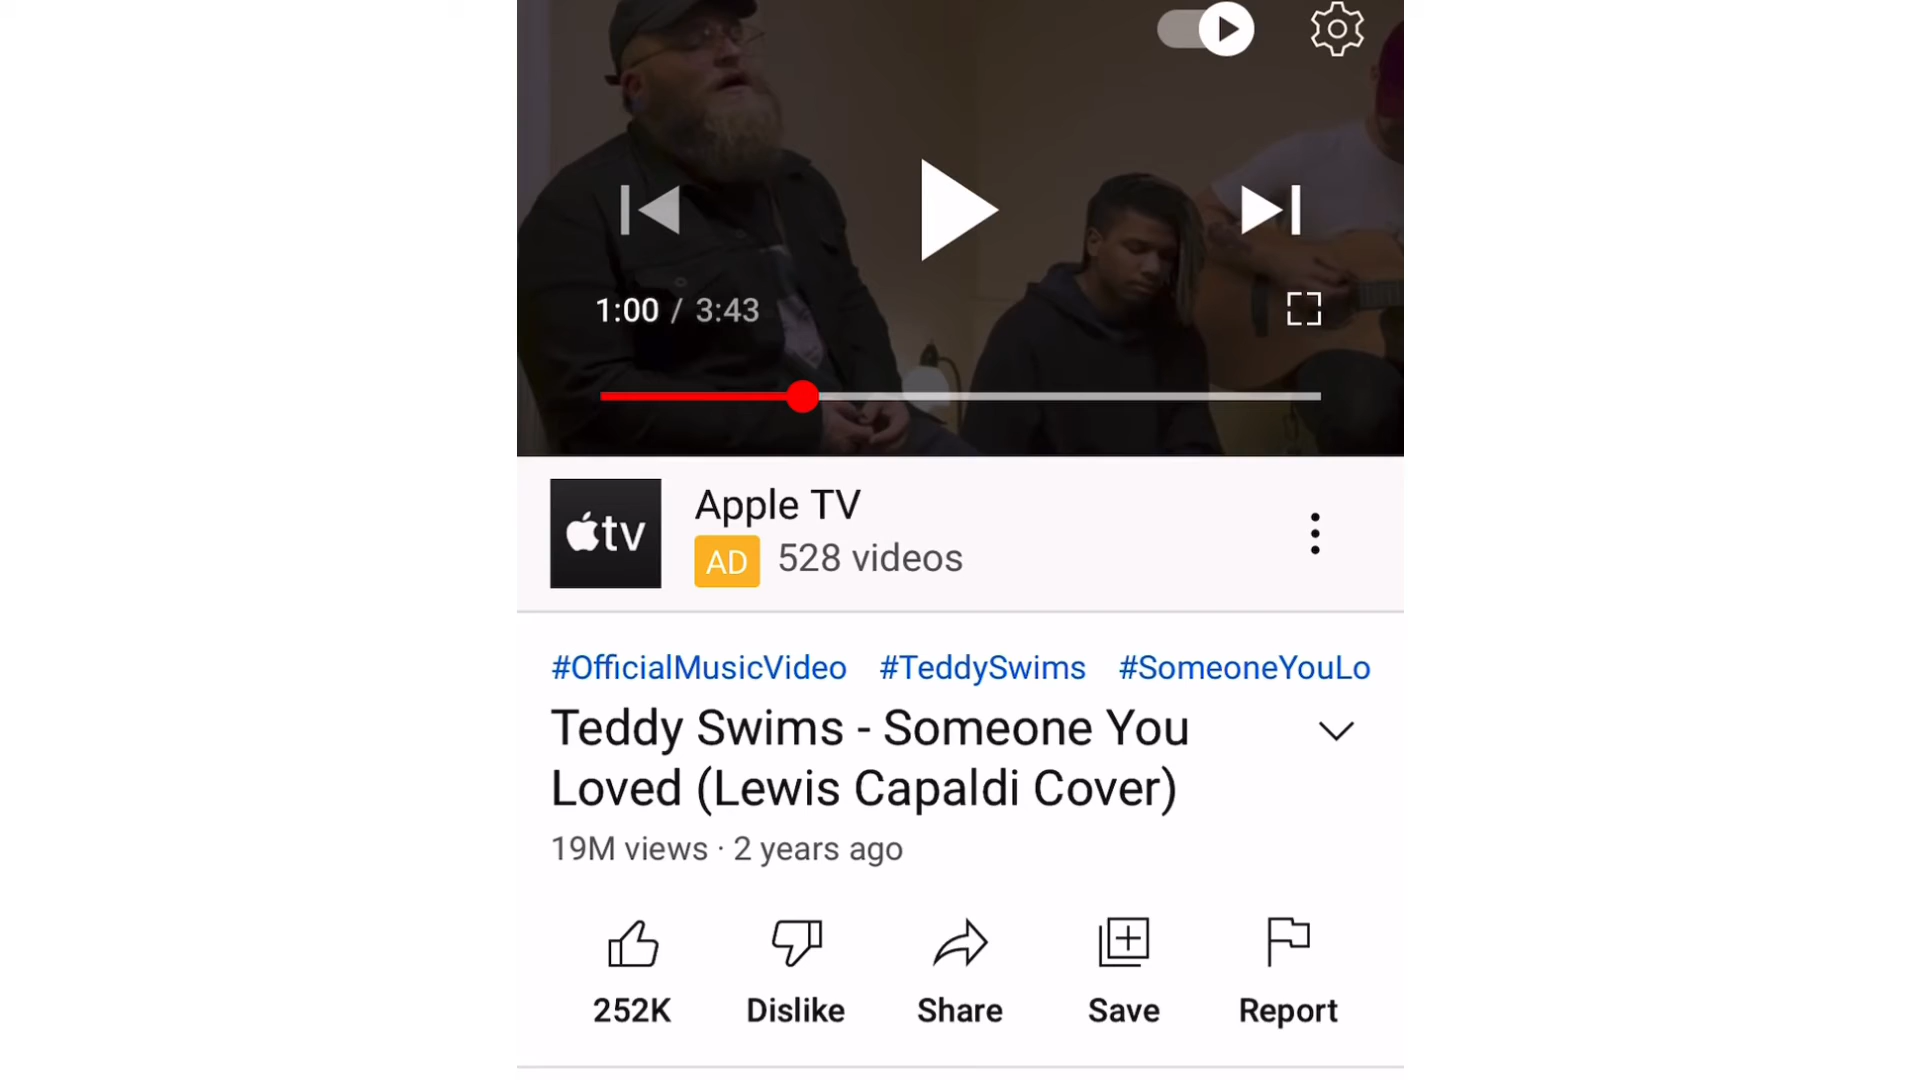 1:00 / 3:43
tv
Apple TV
AD 528 videos
#OfficialMusicVideo #TeddySwims #SomeoneYouLo
Teddy Swims - Someone You
Loved (Lewis Capaldi Cover)
19M views · 2 years ago
252K Dislike Share Save Report